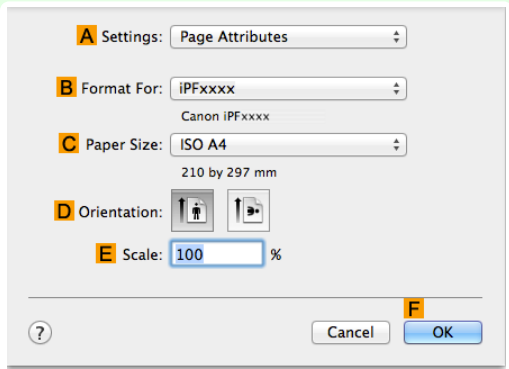 A Settings: Page Attributes
B Format For: iPFxxxx
Canon iPFxxxx
C Paper Size: ISO A4
210 by 297 mm
D Orientation:
E Scale: 100 %
F
? Cancel OK